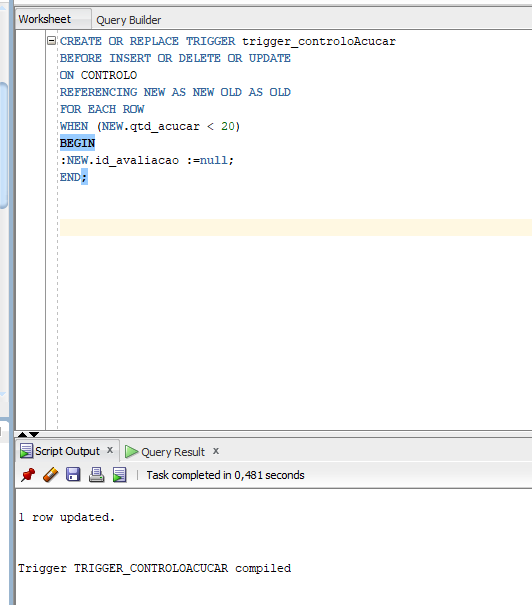 Worksheet Query Builder
CREATE OR REPLACE TRIGGER trigger_controloAcucar
BEFORE INSERT OR DELETE OR UPDATE
ON CONTROLO
REFERENCING NEW AS NEW OLD AS OLD
FOR EACH ROW
WHEN (NEW.qtd_acucar < 20)
BEGIN
:NEW.id_avaliacao :=null;
END;
Script Output x Query Result x
Task completed in 0,481 seconds
1 row updated.
Trigger TRIGGER_CONTROLOACUCAR compiled